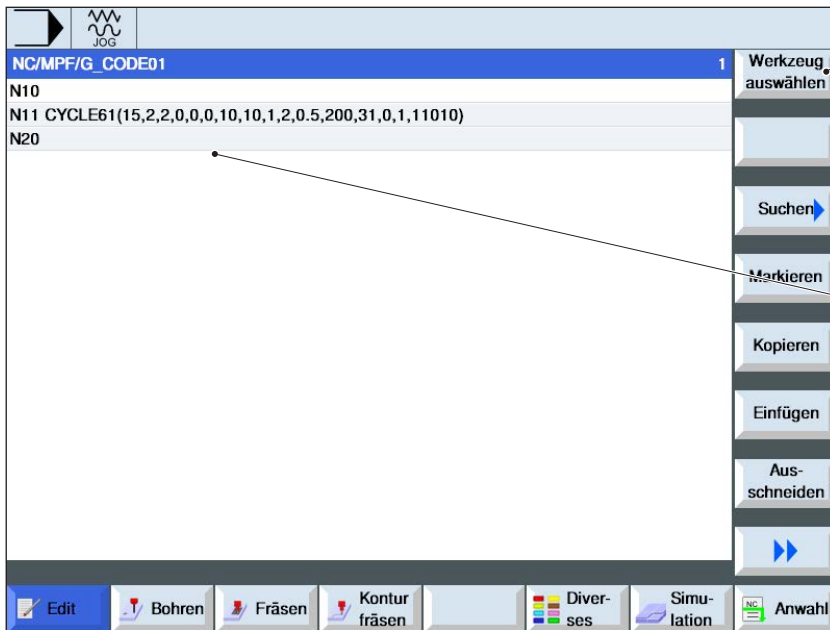 JOG
NC/MPF/G_CODE01 1
N10
N11 CYCLE61(15,2,2,0,0,0,10,10,1,2,0.5,200,31,0,1,11010)
N20
Werkzeug
auswählen
Suchen
Markieren
Kopieren
Einfügen
Aus-
schneiden
Edit
Bohren
Fräsen
Kontur
fräsen
Diver-
ses
Simu-
lation
NC
Anwahl